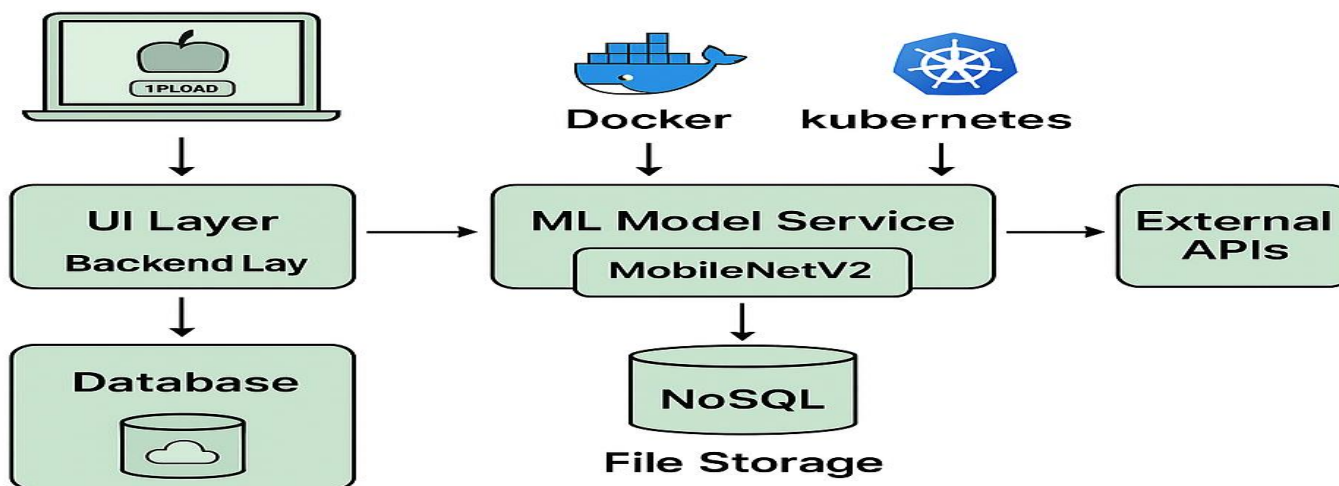 1PLOAD
Docker
kubernetes
UI Layer
Backend Lay
ML Model Service
MobileNetV2
External
APIs
Database
NoSQL
File Storage